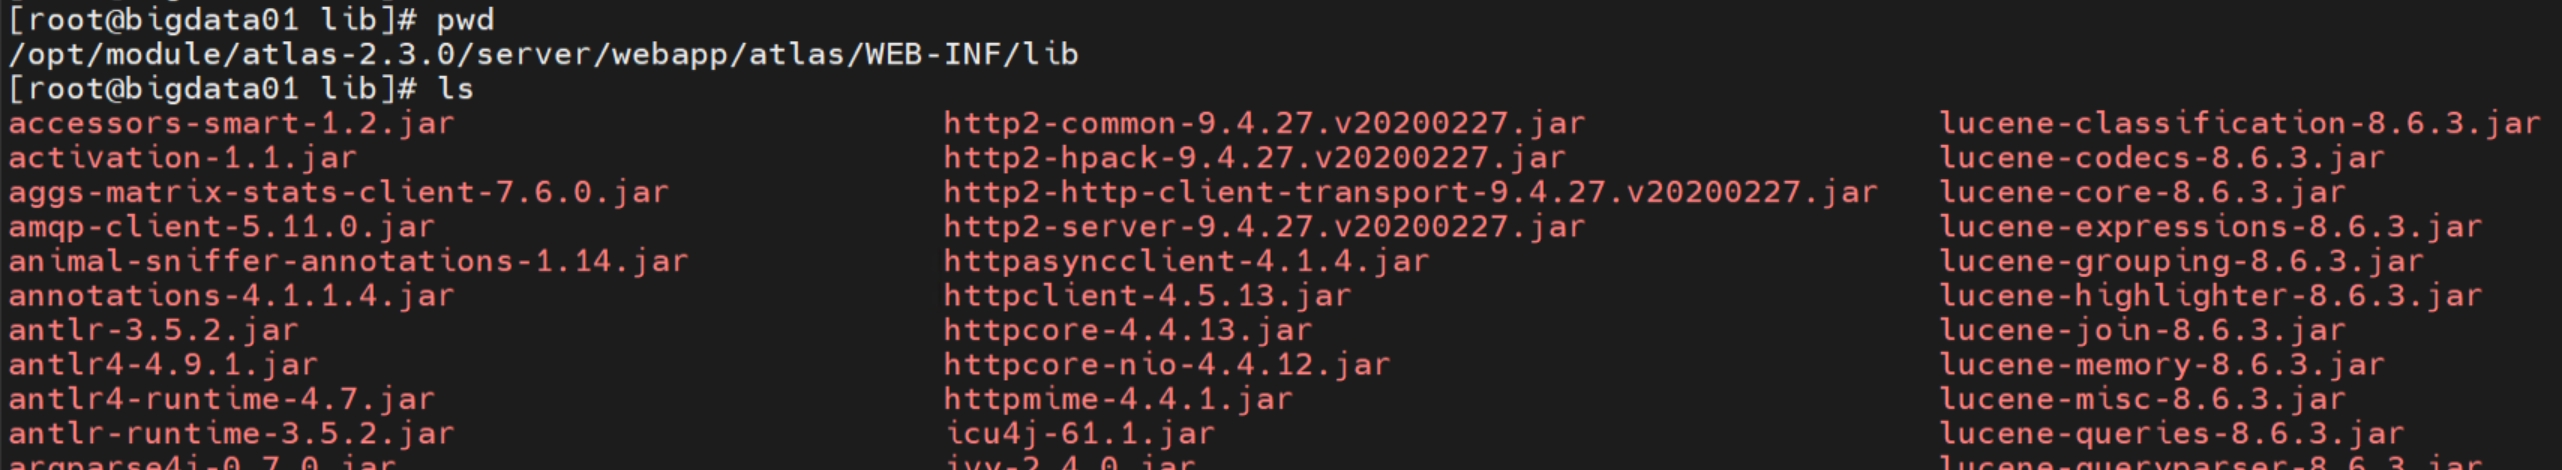 [root@bigdata01 lib]# pwd
/opt/module/atlas-2.3.0/server/webapp/atlas/WEB-INF/lib
[root@bigdata01 lib]# ls
accessors-smart-1.2.jar http2-common-9.4.27.v20200227.jar lucene-classification-8.6.3.jar
activation-1.1.jar http2-hpack-9.4.27.v20200227.jar lucene-codecs-8.6.3.jar
aggs-matrix-stats-client-7.6.0.jar http2-http-client-transport-9.4.27.v20200227.jar lucene-core-8.6.3.jar
amqp-client-5.11.0.jar http2-server-9.4.27.v20200227.jar lucene-expressions-8.6.3.jar
animal-sniffer-annotations-1.14.jar httpasyncclient-4.1.4.jar lucene-grouping-8.6.3.jar
annotations-4.1.1.4.jar httpclient-4.5.13.jar lucene-highlighter-8.6.3.jar
antlr-3.5.2.jar httpcore-4.4.13.jar lucene-join-8.6.3.jar
antlr4-4.9.1.jar httpcore-nio-4.4.12.jar lucene-memory-8.6.3.jar
antlr4-runtime-4.7.jar httpmime-4.4.1.jar lucene-misc-8.6.3.jar
antlr-runtime-3.5.2.jar icu4j-61.1.jar lucene-queries-8.6.3.jar
argparse4j-0.7.0.jar ivy-2.4.0.jar lucene-queryparser-8.6.3.jar